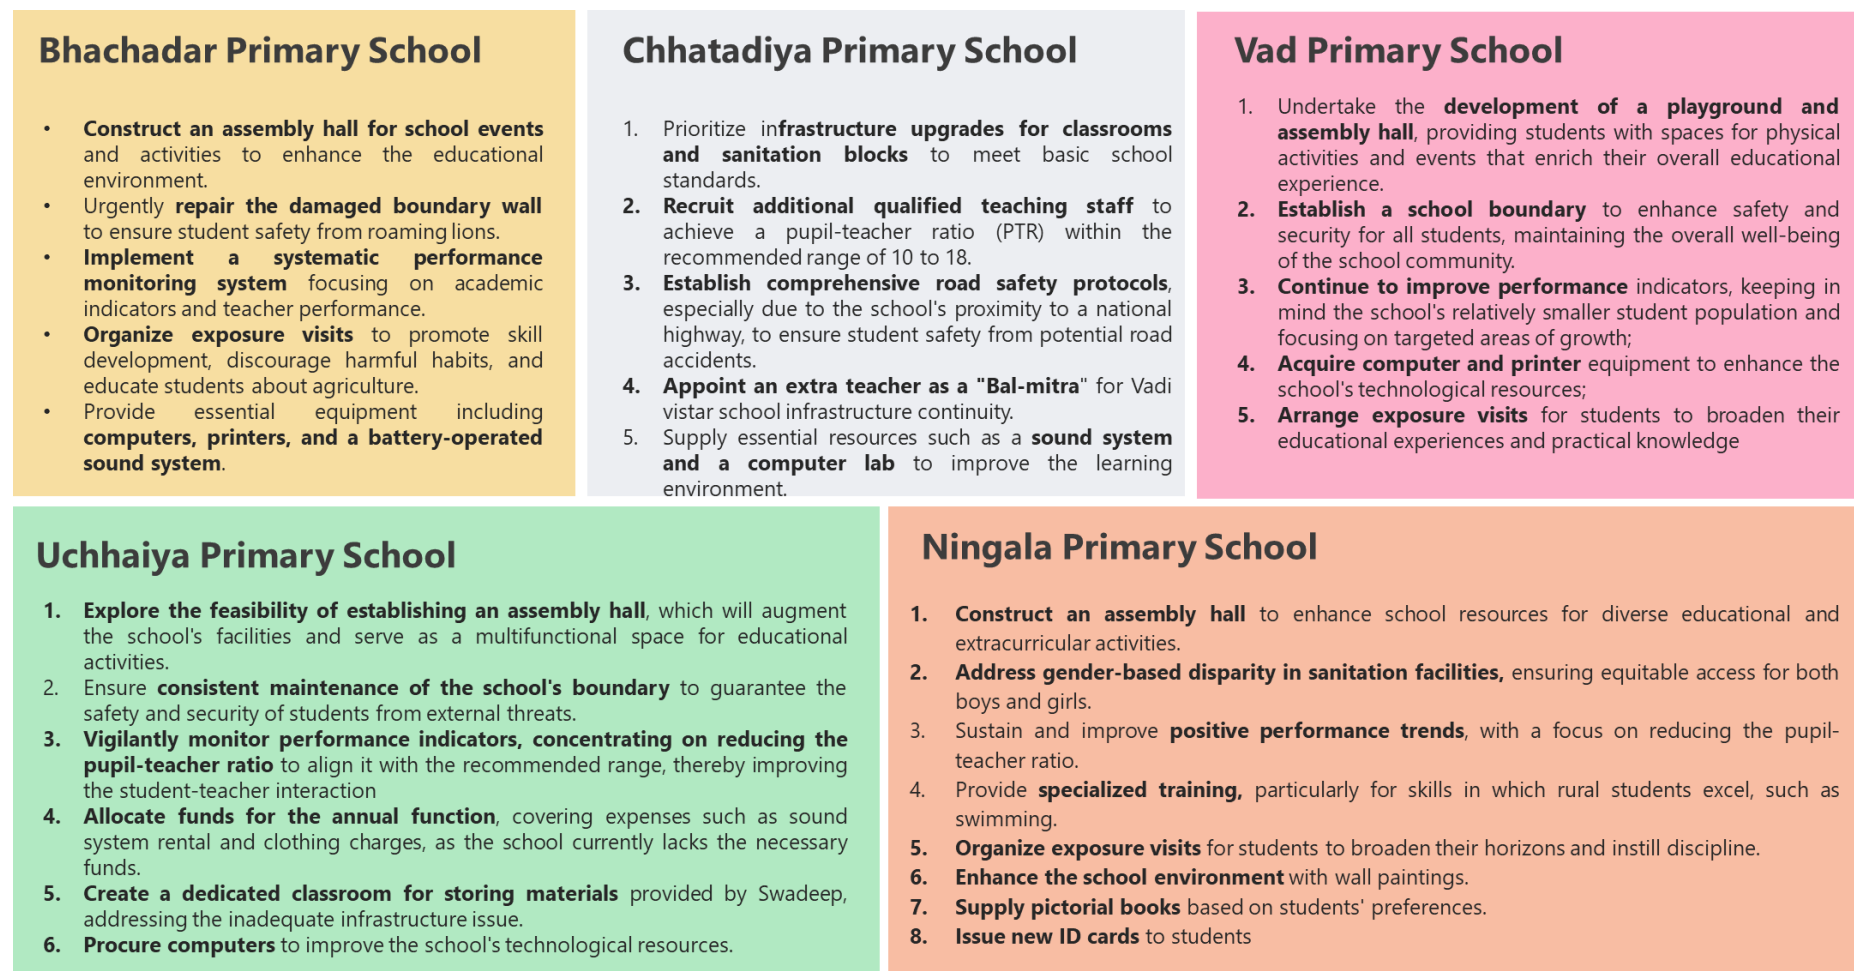 Bhachadar Primary School
• Construct an assembly hall for school events
and activities to enhance the educational
environment.
• Urgently repair the damaged boundary wall
to ensure student safety from roaming lions.
• Implement a systematic performance
monitoring system focusing on academic
indicators and teacher performance.
• Organize exposure visits to promote skill
development, discourage harmful habits, and
educate students about agriculture.
• Provide essential equipment including
computers, printers, and a battery-operated
sound system.
Chhatadiya Primary School
1. Prioritize infrastructure upgrades for classrooms
and sanitation blocks to meet basic school
standards.
2. Recruit additional qualified teaching staff to
achieve a pupil-teacher ratio (PTR) within the
recommended range of 10 to 18.
3. Establish comprehensive road safety protocols,
especially due to the school's proximity to a national
highway, to ensure student safety from potential road
accidents.
4. Appoint an extra teacher as a "Bal-mitra" for Vadi
vistar school infrastructure continuity.
5. Supply essential resources such as a sound system
and a computer lab to improve the learning
environment.
Vad Primary School
1. Undertake the development of a playground and
assembly hall, providing students with spaces for physical
activities and events that enrich their overall educational
experience.
2. Establish a school boundary to enhance safety and
security for all students, maintaining the overall well-being
of the school community.
3. Continue to improve performance indicators, keeping in
mind the school's relatively smaller student population and
focusing on targeted areas of growth;
4. Acquire computer and printer equipment to enhance the
school's technological resources;
5. Arrange exposure visits for students to broaden their
educational experiences and practical knowledge
Uchhaiya Primary School
1. Explore the feasibility of establishing an assembly hall, which will augment
the school's facilities and serve as a multifunctional space for educational
activities.
2. Ensure consistent maintenance of the school's boundary to guarantee the
safety and security of students from external threats.
3. Vigilantly monitor performance indicators, concentrating on reducing the
pupil-teacher ratio to align it with the recommended range, thereby improving
the student-teacher interaction
4. Allocate funds for the annual function, covering expenses such as sound
system rental and clothing charges, as the school currently lacks the necessary
funds.
5. Create a dedicated classroom for storing materials provided by Swadeep,
addressing the inadequate infrastructure issue.
6. Procure computers to improve the school's technological resources.
Ningala Primary School
1. Construct an assembly hall to enhance school resources for diverse educational and
extracurricular activities.
2. Address gender-based disparity in sanitation facilities, ensuring equitable access for both
boys and girls.
3. Sustain and improve positive performance trends, with a focus on reducing the pupil-
teacher ratio.
4. Provide specialized training, particularly for skills in which rural students excel, such as
swimming.
5. Organize exposure visits for students to broaden their horizons and instill discipline.
6. Enhance the school environment with wall paintings.
7. Supply pictorial books based on students' preferences.
8. Issue new ID cards to students